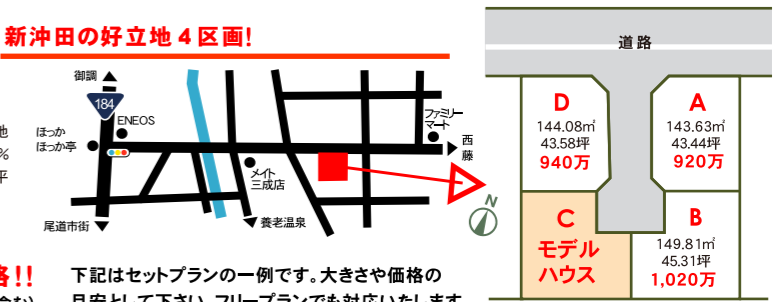 新沖田の好立地4区画!
御調
184
ENEOS
ほっか
ほっか亭
ファミリー
マート
西
藤
メイト
三成店
尾道市街
養老温泉
N
道路
D
144.08㎡
43.58坪
940万
A
143.63㎡
43.44坪
920万
C
モデル
ハウス
B
149.81㎡
45.31坪
1,020万
地
%
平
格!!
下記はセットプランの一例です。大きさや価格の
目安として下さい。フリープランでも対応いたします